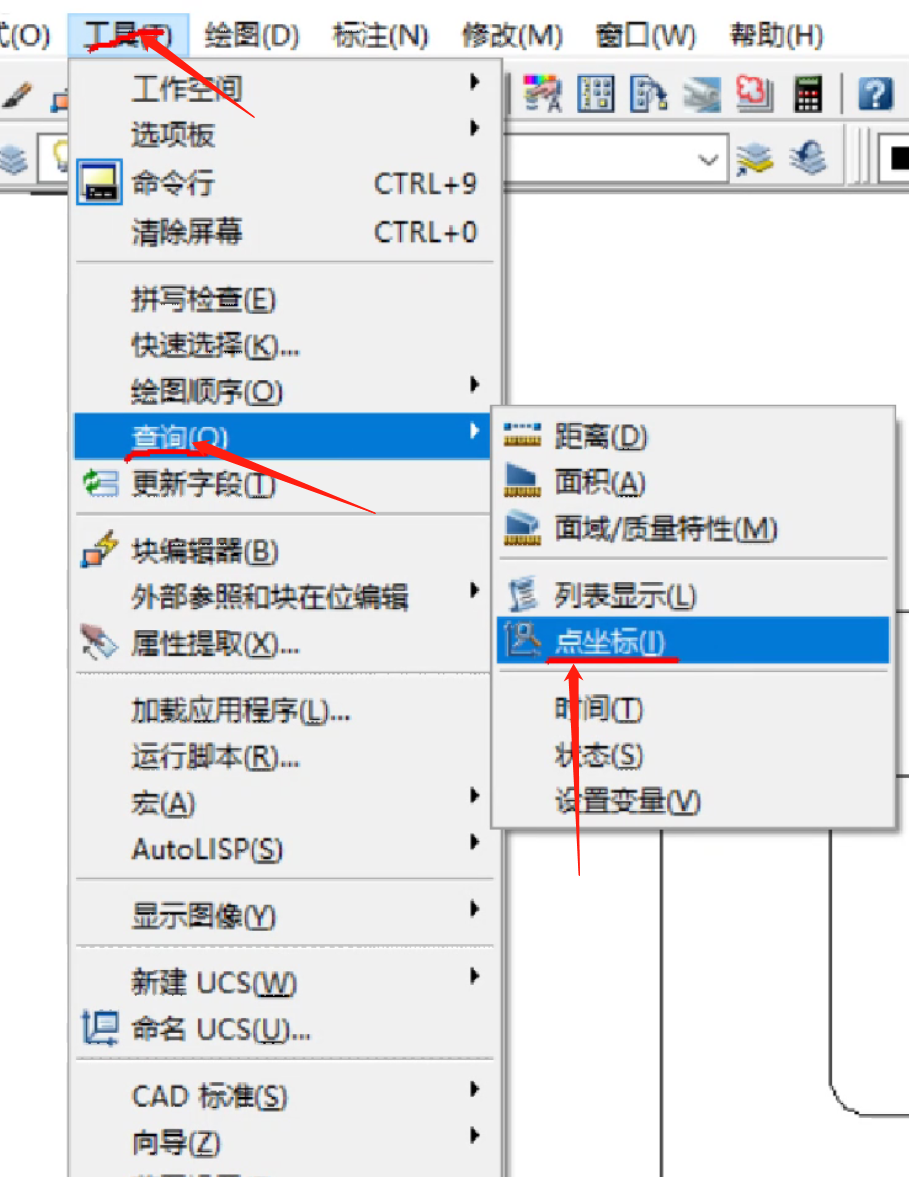 式(O) 工具(T) 绘图(D) 标注(N) 修改(M) 窗口(W) 帮助(H)
工作空间
选项板
命令行 CTRL+9
清除屏幕 CTRL+0
拼写检查(E)
快速选择(K)...
绘图顺序(O)
查询(Q)
更新字段(T)
块编辑器(B)
外部参照和块在位编辑
属性提取(X)...
加载应用程序(L)...
运行脚本(R)...
宏(A)
AutoLISP(S)
显示图像(Y)
新建 UCS(W)
命名 UCS(U)...
CAD 标准(S)
向导(Z)
距离(D)
面积(A)
面域/质量特性(M)
列表显示(L)
点坐标(I)
时间(T)
状态(S)
设置变量(V)